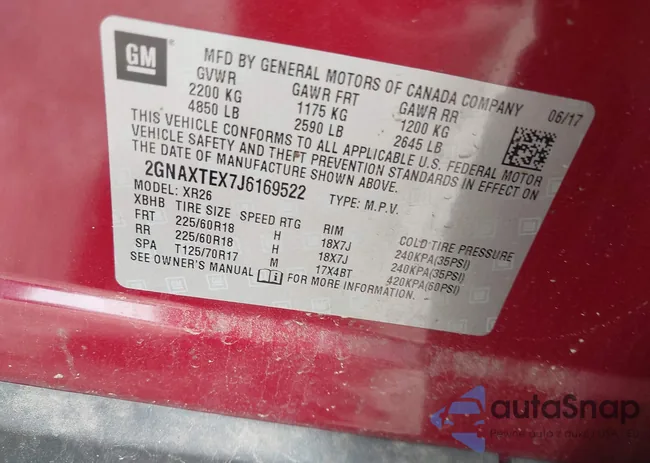 GM
MFD BY GENERAL MOTORS OF CANADA COMPANY 06/17
GVWR GAWR FRT GAWR RR
2200 KG 1175 KG 1200 KG
4850 LB 2590 LB 2645 LB
THIS VEHICLE CONFORMS TO ALL APPLICABLE U.S. FEDERAL MOTOR
VEHICLE SAFETY AND THEFT PREVENTION STANDARDS IN EFFECT ON
THE DATE OF MANUFACTURE SHOWN ABOVE.
2GNAXTEX7J6169522 TYPE: M.P.V.
MODEL: XR26
XBHB TIRE SIZE SPEED RTG RIM COLD TIRE PRESSURE
FRT 225/60R18 H 18X7J 240KPA(35PSI)
RR 225/60R18 H 18X7J 240KPA(35PSI)
SPA T125/70R17 M 17X4BT 420KPA(60PSI)
SEE OWNER'S MANUAL FOR MORE INFORMATION.
autaSnap